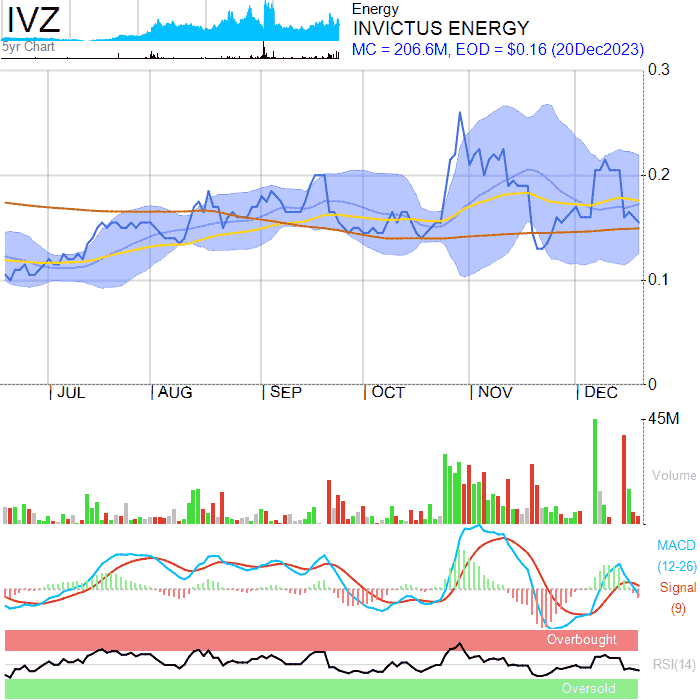 IVZ
5yr Chart
Energy
INVICTUS ENERGY
MC = 206.6M, EOD = $0.16 (20Dec2023)
0.3
0.2
0.1
0
| JUL | AUG | SEP | OCT | NOV | DEC
45M
Volume
MACD
(12-26)
Signal
(9)
Overbought
RSI(14)
Oversold